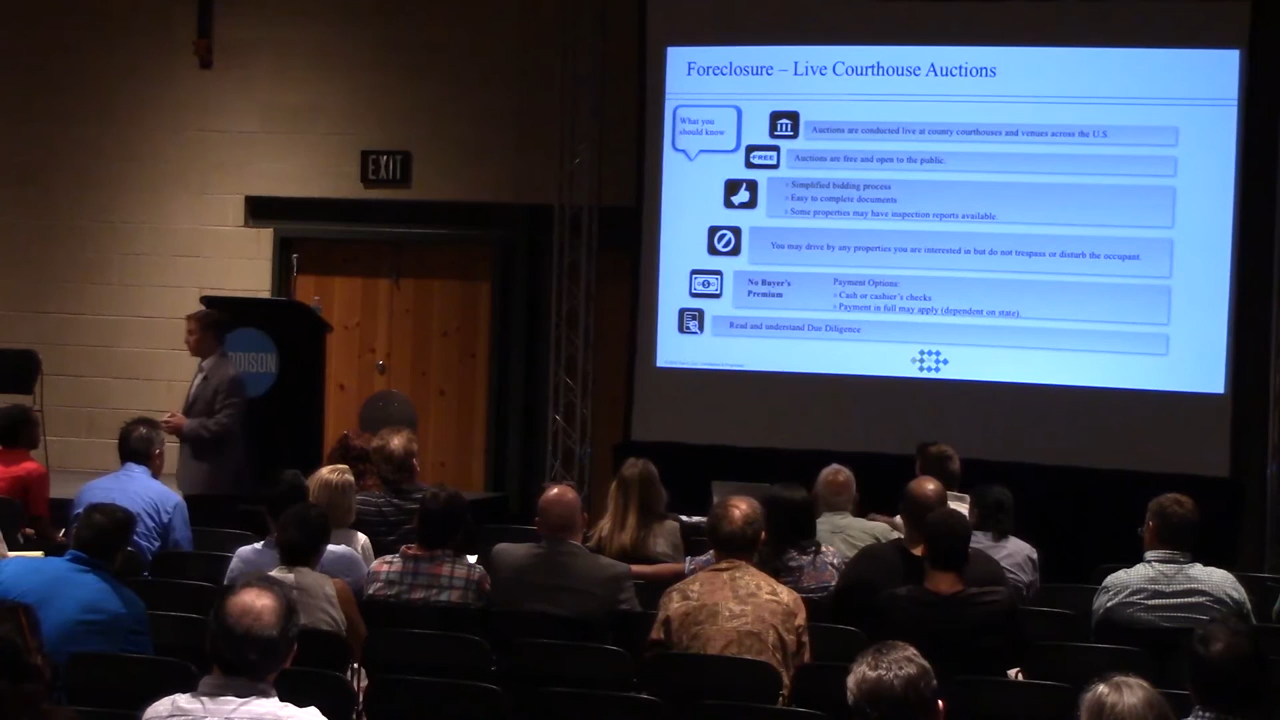 Foreclosure – Live Courthouse Auctions
What you
should know
Auctions are conducted live at county courthouses and venues across the U.S.
FREE
Auctions are free and open to the public.
Simplified bidding process
Easy to complete documents
Some properties may have inspection reports available.
You may drive by any properties you are interested in but do not trespass or disturb the occupant.
No Buyer's
Premium
Payment Options:
Cash or cashier's checks
Payment in full may apply (dependent on state).
Read and understand Due Diligence
EXIT
DDISON